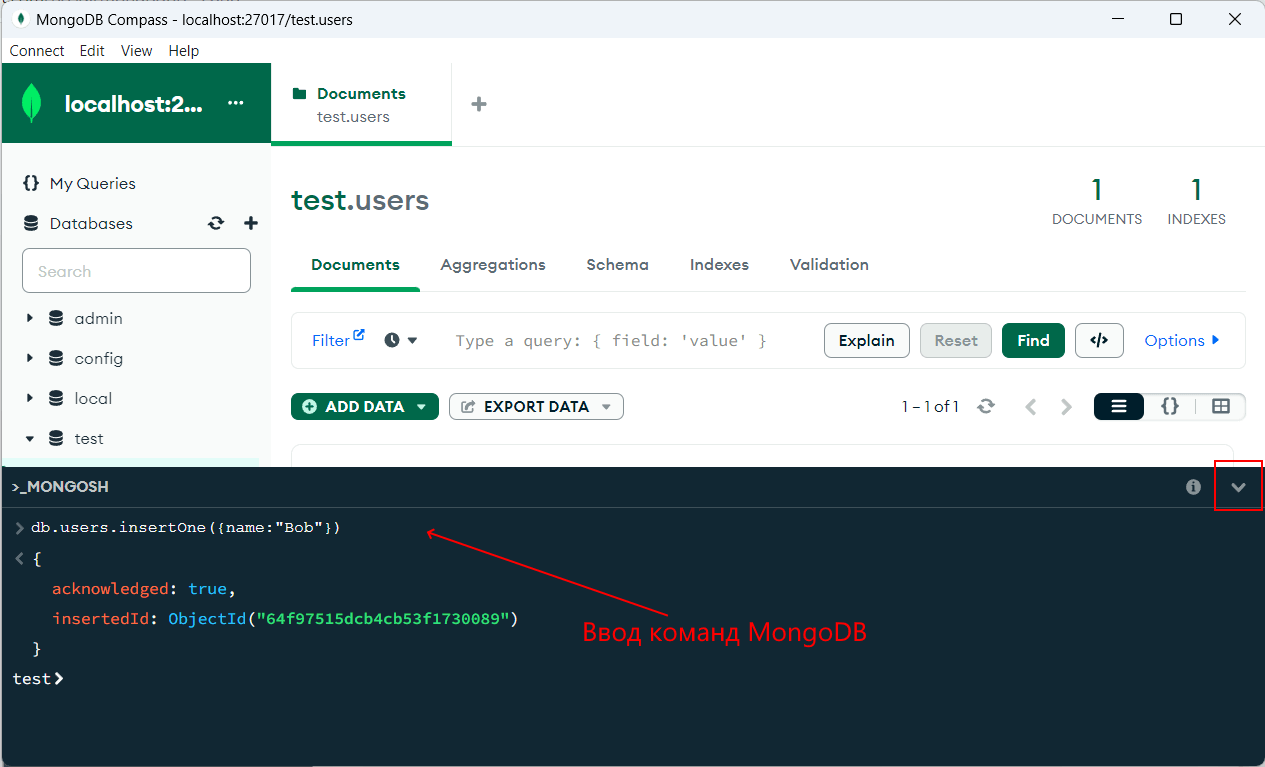 MongoDB Compass - localhost:27017/test.users
Connect Edit View Help
localhost:2... ...
Documents
test.users
My Queries
Databases
Search
admin
config
local
test
test.users
1
DOCUMENTS
1
INDEXES
Documents Aggregations Schema Indexes Validation
Filter Type a query: { field: 'value' } Explain Reset Find </> Options
ADD DATA EXPORT DATA 1 – 1 of 1 {}
>_MONGOSH
> db.users.insertOne({name:"Bob"})
< {
acknowledged: true,
insertedId: ObjectId("64f97515dcb4cb53f1730089")
}
test>
Ввод команд MongoDB